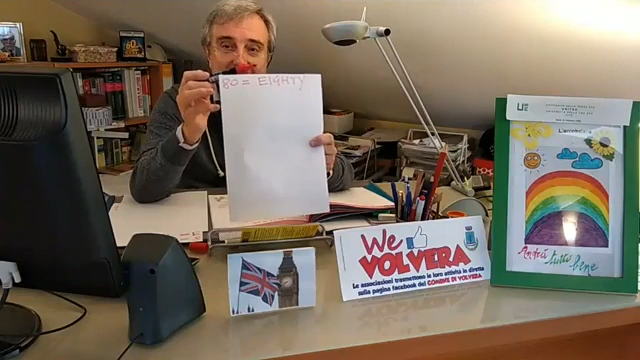 80 = EIGHTY
We
VOLVERA
Le associazioni trasmettono le loro attività in diretta
sulla pagina facebook del COMUNE DI VOLVERA
Andrà tutto
bene